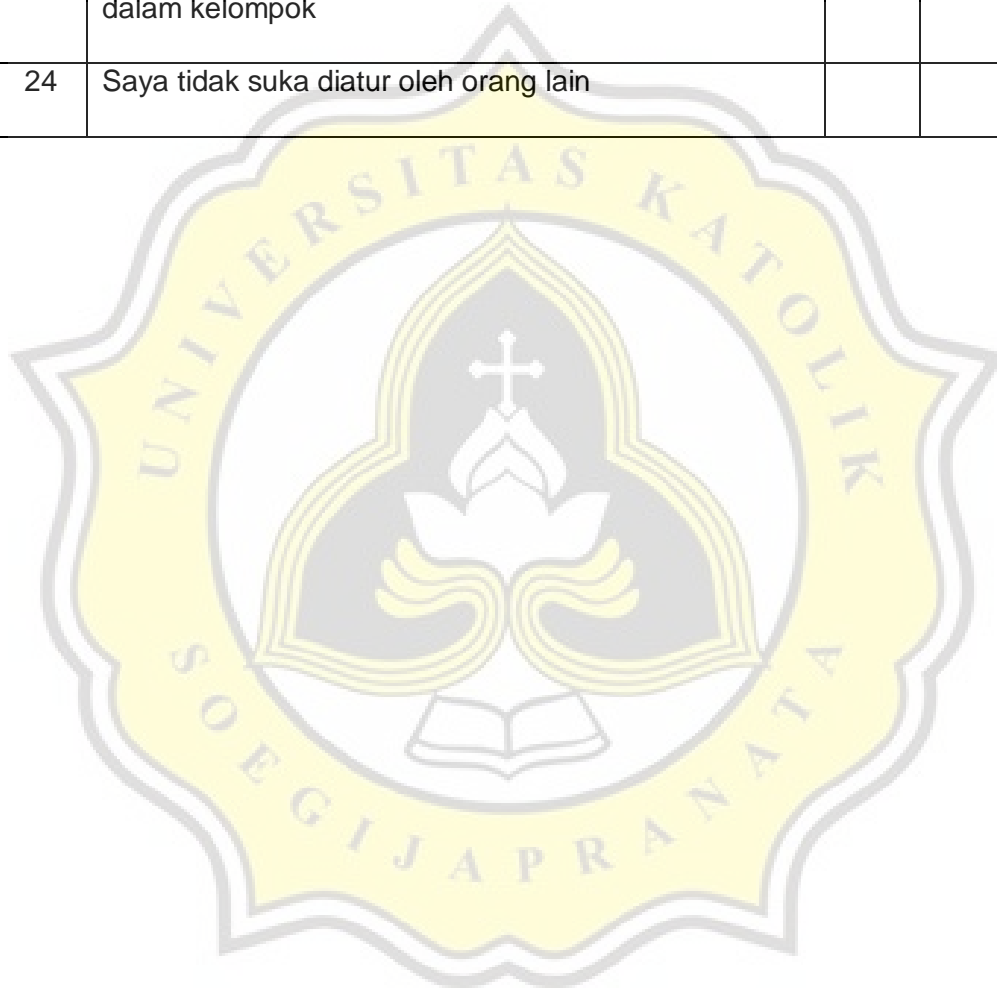 dalam kelompok
24 Saya tidak suka diatur oleh orang lain
UNIVERSITAS KATOLIK
SOEGIJAPRANATA